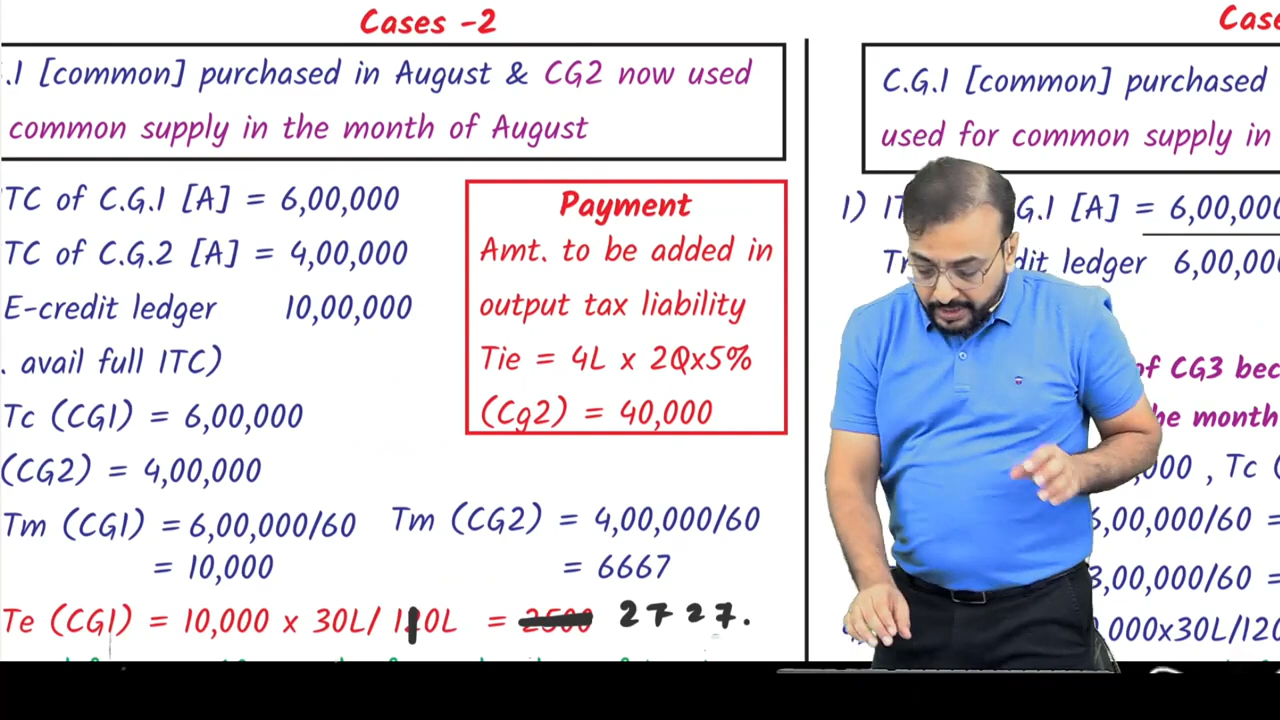 Cases -2
.1 [common] purchased in August & CG2 now used
common supply in the month of August
TC of C.G.1 [A] = 6,00,000
TC of C.G.2 [A] = 4,00,000
E-credit ledger 10,00,000
. avail full ITC)
Tc (CG1) = 6,00,000
(CG2) = 4,00,000
Tm (CG1) = 6,00,000/60
= 10,000
Tm (CG2) = 4,00,000/60
= 6667
Te (CG1) = 10,000 x 30L/ 110L = 2500 2727.
Payment
Amt. to be added in
output tax liability
Tie = 4L x 2Qx5%
(Cg2) = 40,000
Case
C.G.1 [common] purchased
used for common supply in
1) G.1 [A] = 6,00,000
dit ledger 6,00,000
of CG3 bec
the month
,000 , Tc (
6,00,000/60 =
3,00,000/60 =
,000x30L/120